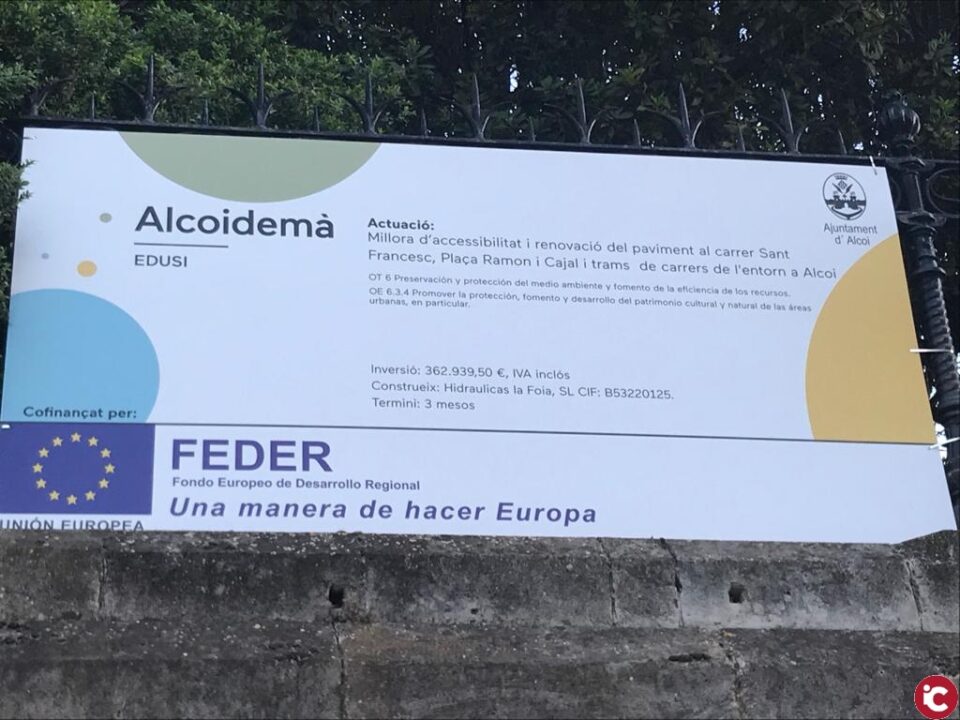 Alcoidemà
EDUSI
Actuació:
Millora d'accessibilitat i renovació del paviment al carrer Sant
Francesc, Plaça Ramon i Cajal i trams de carrers de l'entorn a Alcoi
OT 6 Preservación y protección del medio ambiente y fomento de la eficiencia de los recursos.
OE 6.3.4 Promover la protección, fomento y desarrollo del patrimonio cultural y natural de las áreas
urbanas, en particular.
Ajuntament
d'Alcoi
Inversió: 362.939,50 €, IVA inclós
Construeix: Hidraulicas la Foia, SL CIF: B53220125.
Termini: 3 mesos
Cofinançat per:
UNIÓN EUROPEA
FEDER
Fondo Europeo de Desarrollo Regional
Una manera de hacer Europa
iC